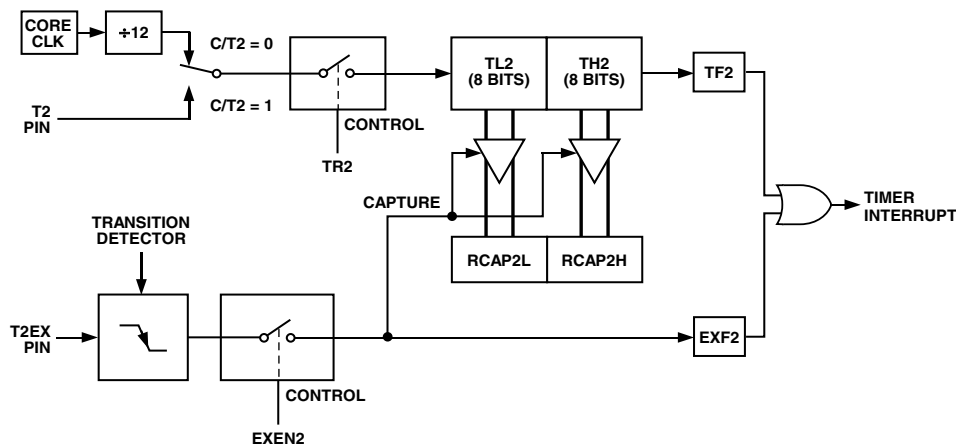 CORE
CLK
÷12
C/T2 = 0
C/T2 = 1
T2
PIN
CONTROL
TR2
TL2
(8 BITS)
TH2
(8 BITS)
TF2
CAPTURE
TIMER
INTERRUPT
TRANSITION
DETECTOR
RCAP2L
RCAP2H
T2EX
PIN
CONTROL
EXEN2
EXF2